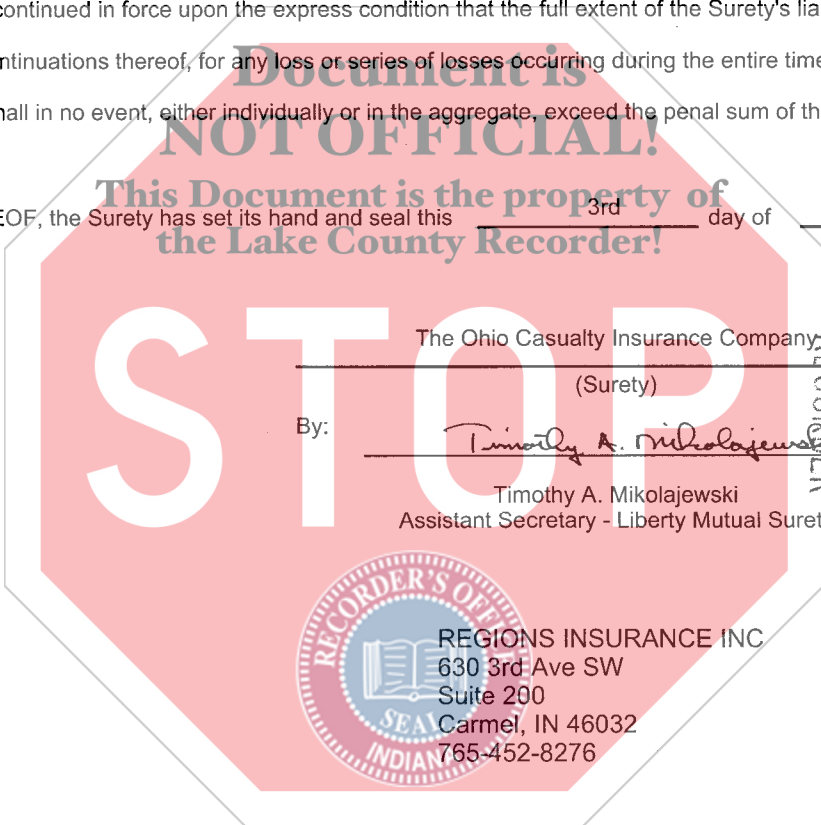 continued in force upon the express condition that the full extent of the Surety's lia
ntinuations thereof, for any loss or series of losses occurring during the entire time
Document is
hall in no event, either individually or in the aggregate, exceed the penal sum of th
NOT OFFICIAL!
This Document is the property of
EOF, the Surety has set its hand and seal this 3rd day of
the Lake County Recorder!
STOP
The Ohio Casualty Insurance Company
(Surety)
By: Timothy A. Mikolajewsk
Timothy A. Mikolajewski
Assistant Secretary - Liberty Mutual Suret
RECORDER'S OFFICE
SEAL
INDIANA
REGIONS INSURANCE INC
630 3rd Ave SW
Suite 200
Carmel, IN 46032
765-452-8276